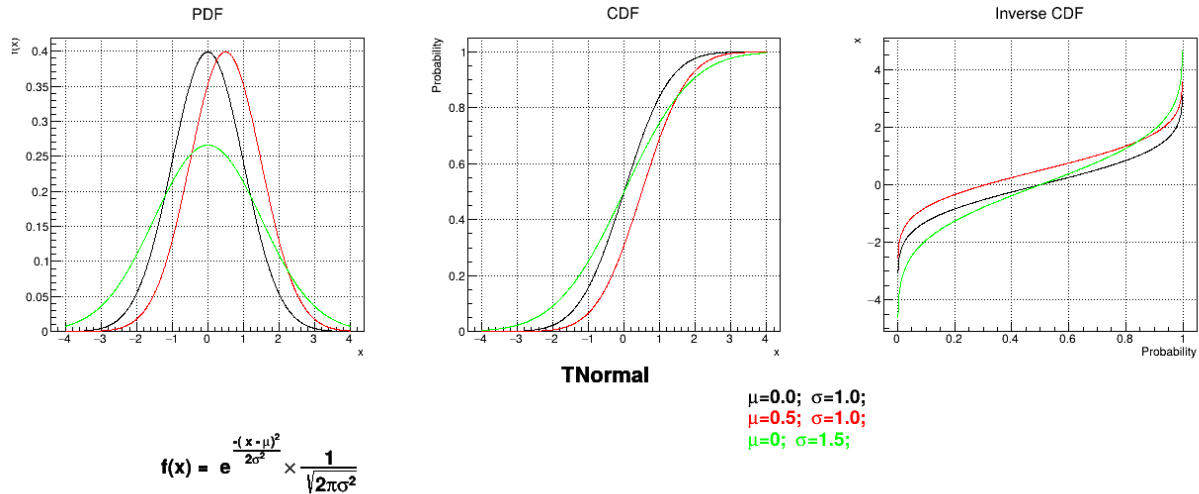 PDF
f(x)
0.4
0.35
0.3
0.25
0.2
0.15
0.1
0.05
0
−4 −3 −2 −1 0 1 2 3 4
x
CDF
Probability
1
0.8
0.6
0.4
0.2
0
−4 −3 −2 −1 0 1 2 3 4
x
Inverse CDF
x
4
2
0
−2
−4
0 0.2 0.4 0.6 0.8 1
Probability
TNormal
μ=0.0; σ=1.0;
μ=0.5; σ=1.0;
μ=0; σ=1.5;
f(x) = e^(-( x - μ)²/2σ²) × 1/√2πσ²